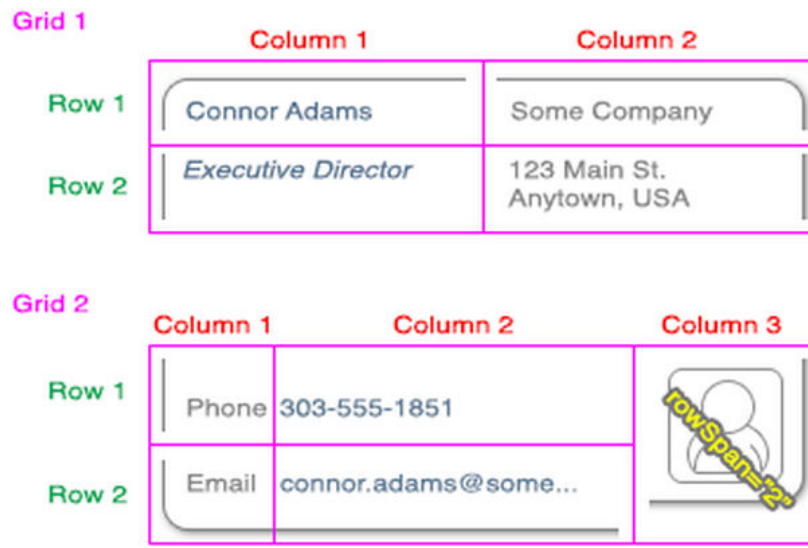 Grid 1
Column 1 Column 2
Row 1 Connor Adams Some Company
Row 2 Executive Director 123 Main St.
Anytown, USA
Grid 2
Column 1 Column 2 Column 3
Row 1 Phone 303-555-1851
rowSpan="2"
Row 2 Email connor.adams@some...